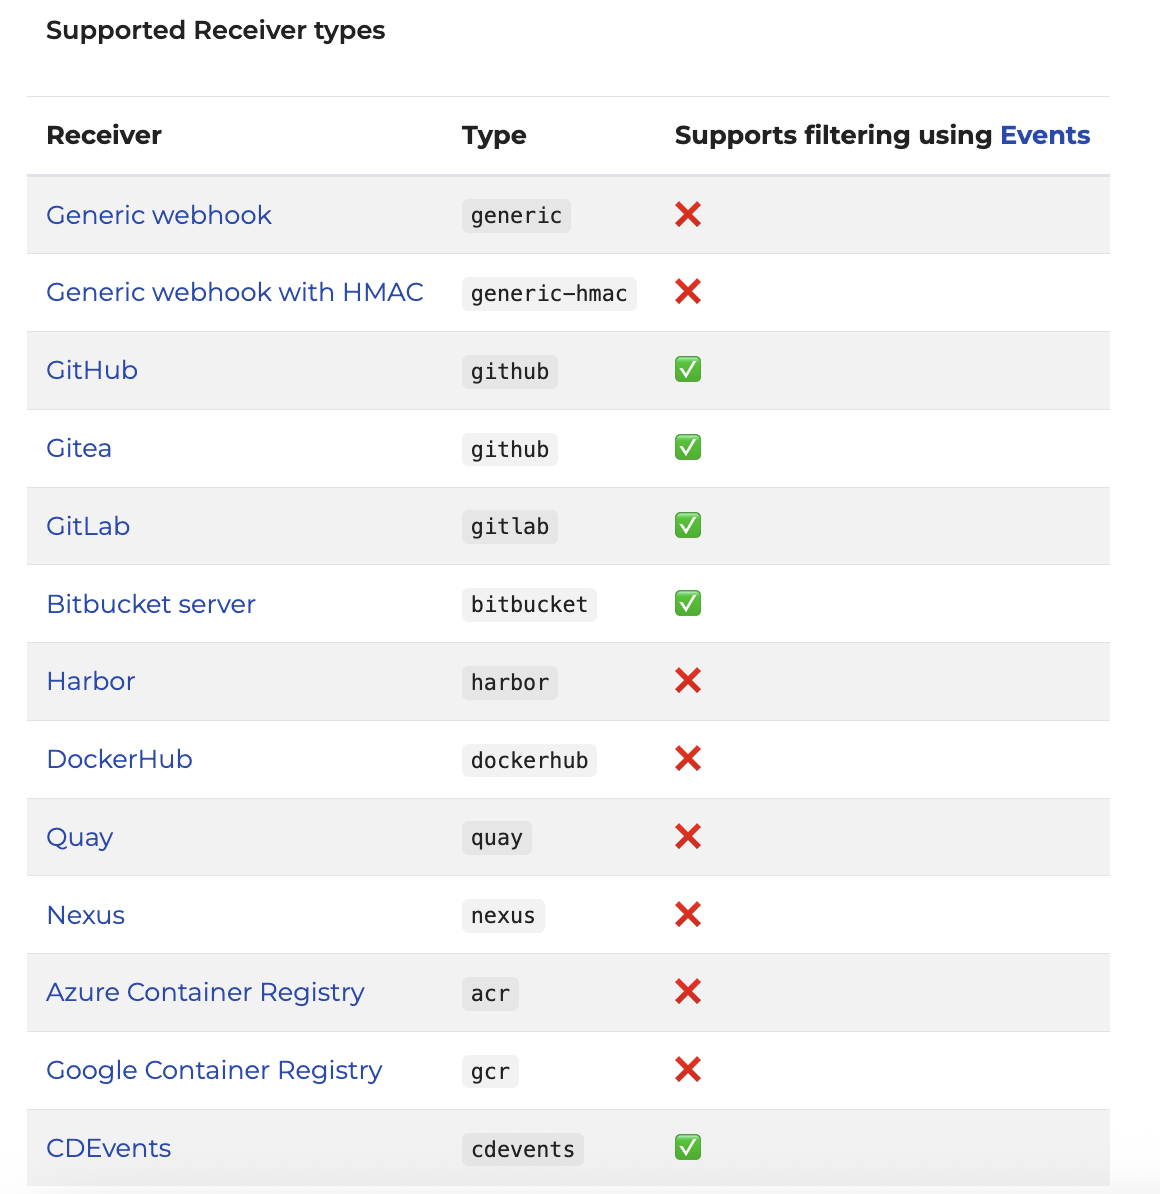 Supported Receiver types
Receiver Type Supports filtering using Events
Generic webhook generic ❌
Generic webhook with HMAC generic-hmac ❌
GitHub github ✅
Gitea github ✅
GitLab gitlab ✅
Bitbucket server bitbucket ✅
Harbor harbor ❌
DockerHub dockerhub ❌
Quay quay ❌
Nexus nexus ❌
Azure Container Registry acr ❌
Google Container Registry gcr ❌
CDEvents cdevents ✅